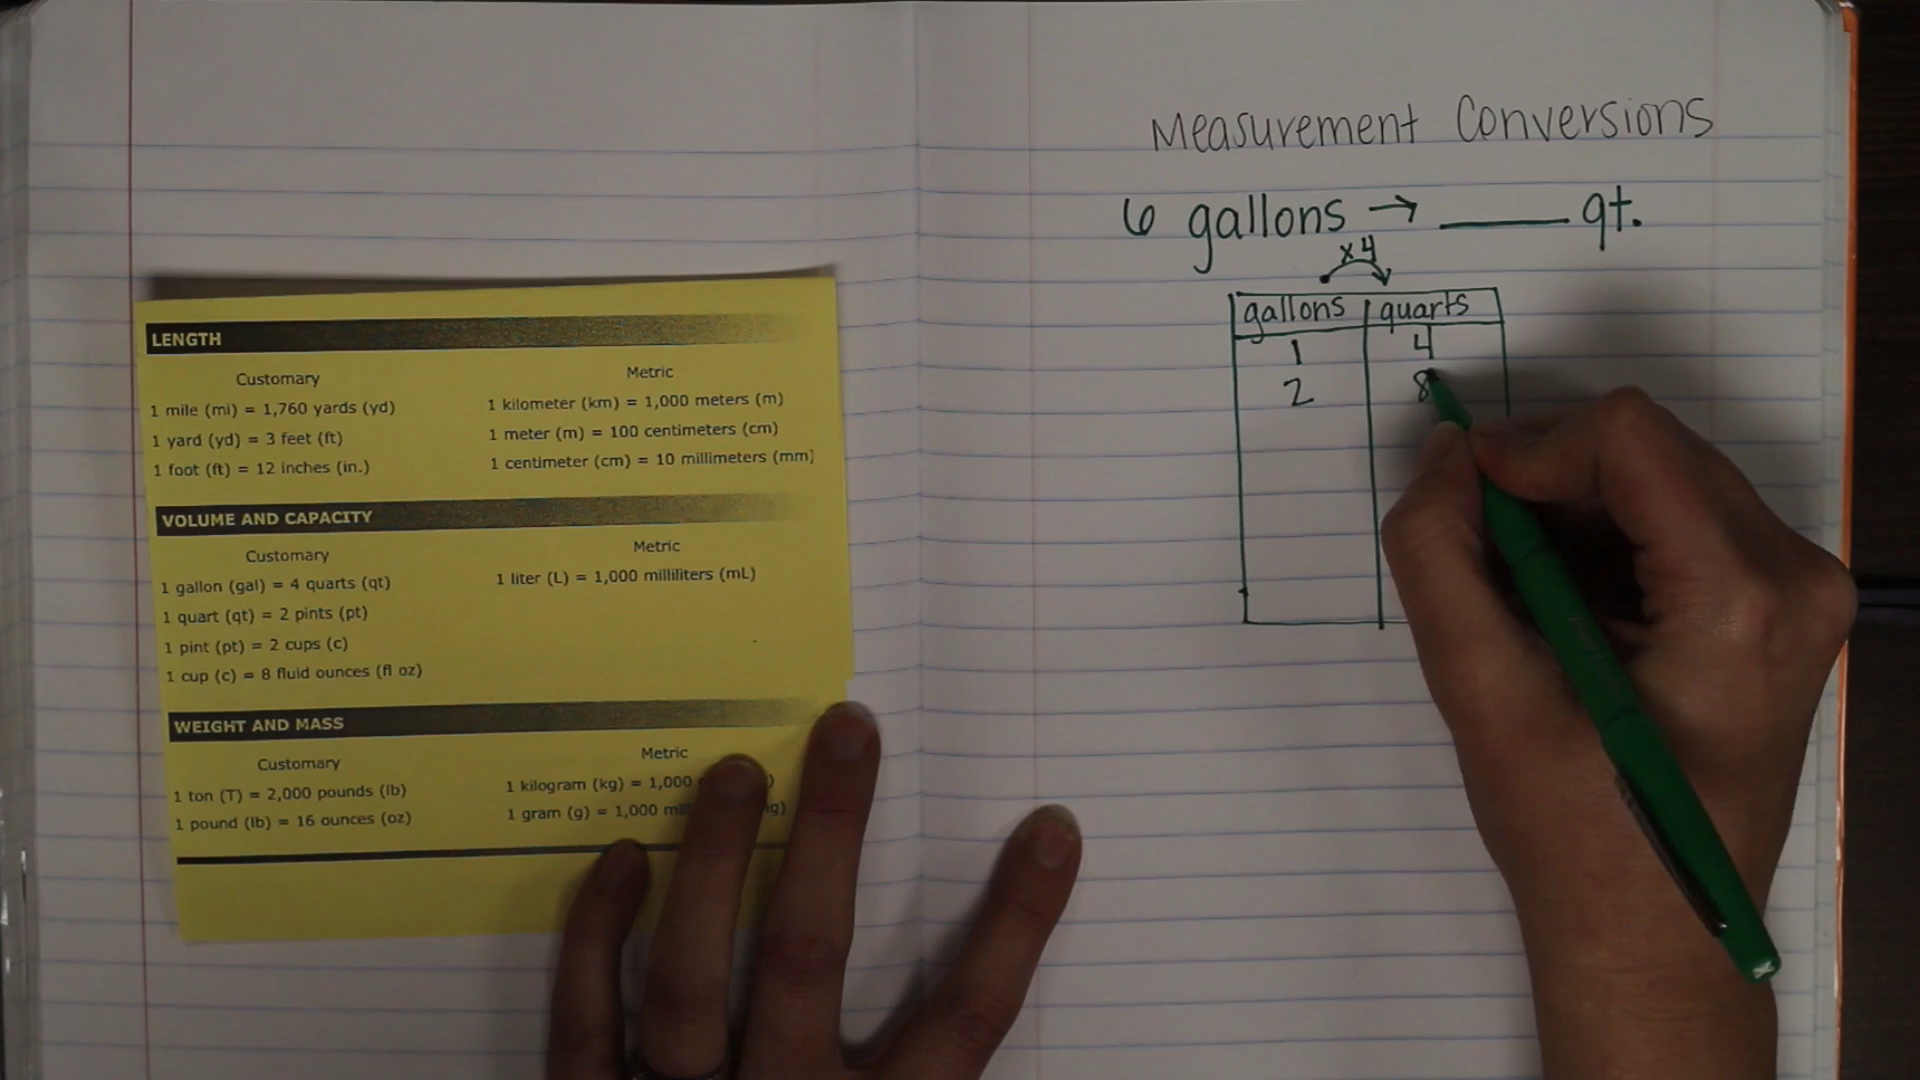 LENGTH
Customary
Metric
1 mile (mi) = 1,760 yards (yd)
1 kilometer (km) = 1,000 meters (m)
1 yard (yd) = 3 feet (ft)
1 meter (m) = 100 centimeters (cm)
1 foot (ft) = 12 inches (in.)
1 centimeter (cm) = 10 millimeters (mm)
VOLUME AND CAPACITY
Customary
Metric
1 gallon (gal) = 4 quarts (qt)
1 liter (L) = 1,000 milliliters (mL)
1 quart (qt) = 2 pints (pt)
1 pint (pt) = 2 cups (c)
1 cup (c) = 8 fluid ounces (fl oz)
WEIGHT AND MASS
Customary
Metric
1 ton (T) = 2,000 pounds (lb)
1 kilogram (kg) = 1,000
1 pound (lb) = 16 ounces (oz)
1 gram (g) = 1,000
Measurement Conversions
6 gallons → ____ qt.
x4
gallons quarts
1 4
2 8